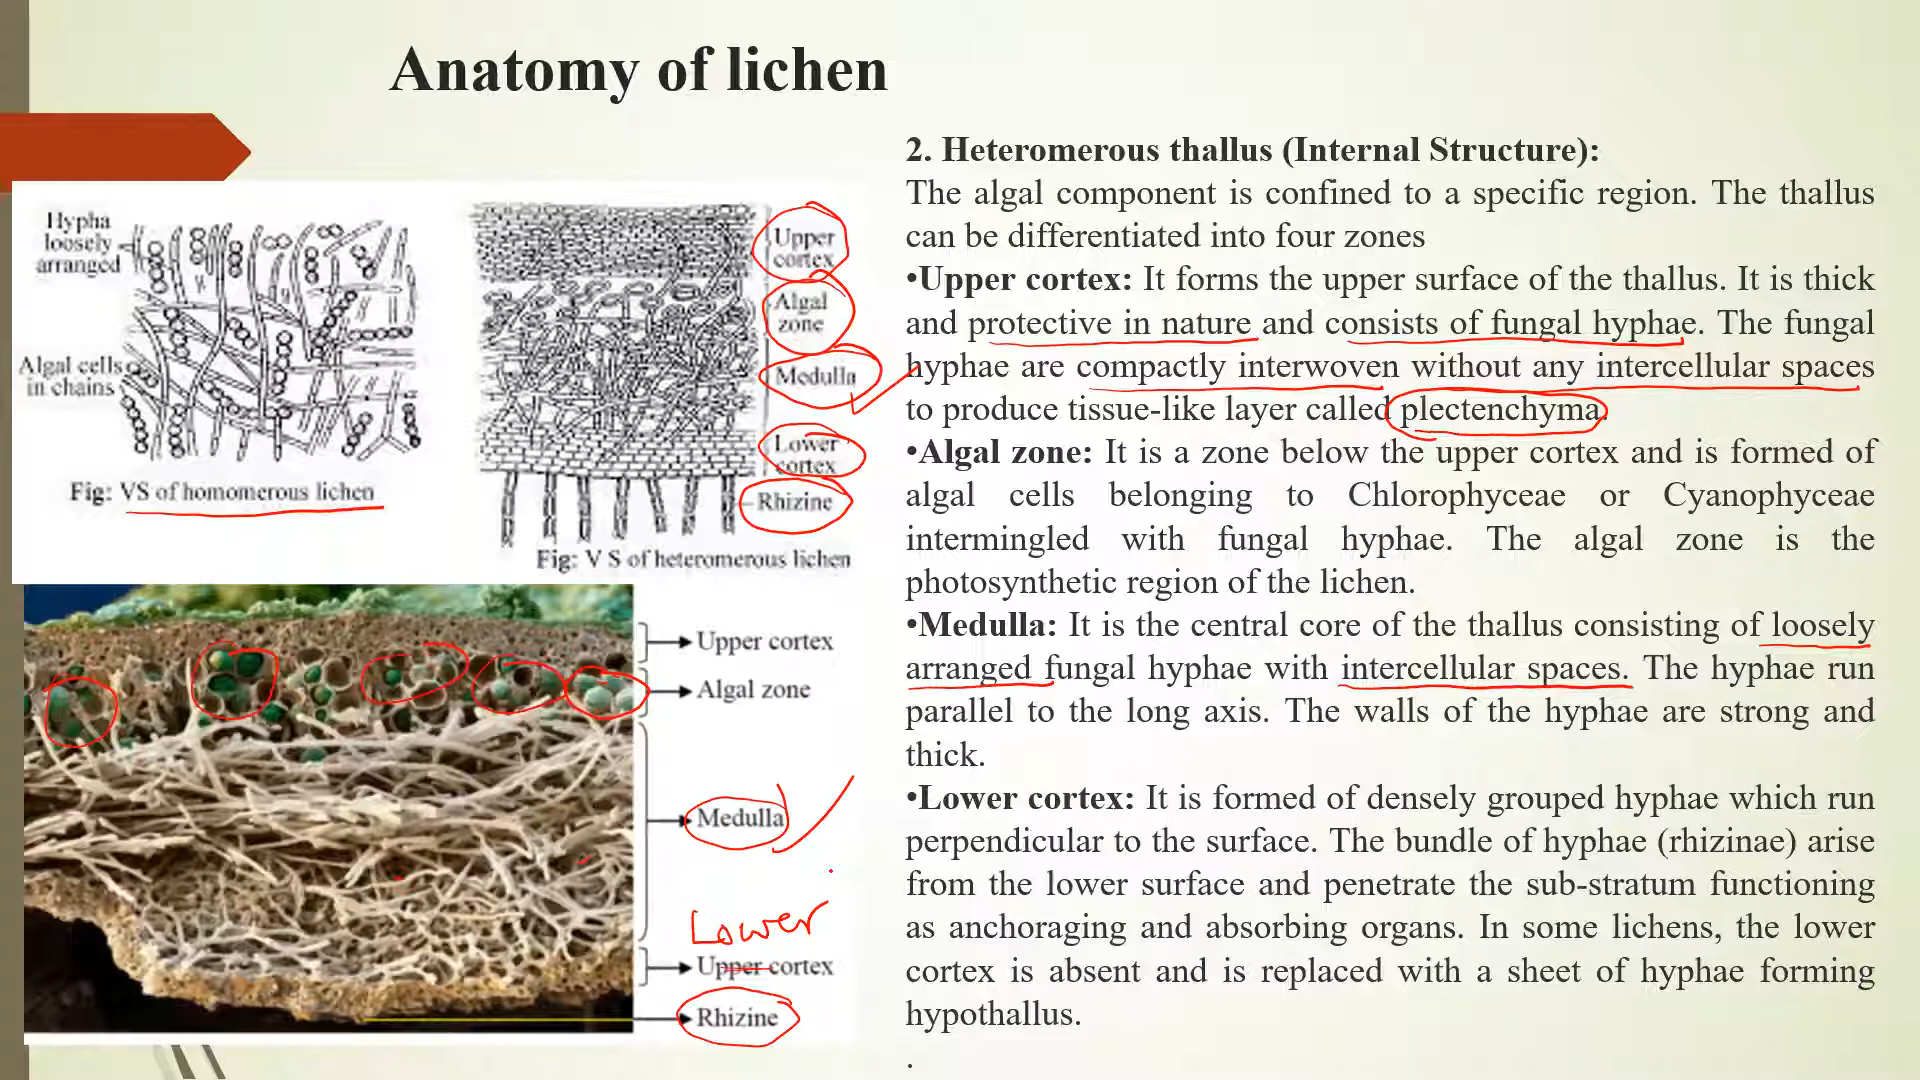 Anatomy of lichen
Hypha
loosely
arranged
Algal cells
in chains
Fig: VS of homomerous lichen
Upper
cortex
Algal
zone
Medulla
Lower
cortex
Rhizine
Fig: V S of heteromerous lichen
Upper cortex
Algal zone
Medulla
Lower
Upper cortex
Rhizine
2. Heteromerous thallus (Internal Structure):
The algal component is confined to a specific region. The thallus
can be differentiated into four zones
•Upper cortex: It forms the upper surface of the thallus. It is thick
and protective in nature and consists of fungal hyphae. The fungal
hyphae are compactly interwoven without any intercellular spaces
to produce tissue-like layer called plectenchyma.
•Algal zone: It is a zone below the upper cortex and is formed of
algal cells belonging to Chlorophyceae or Cyanophyceae
intermingled with fungal hyphae. The algal zone is the
photosynthetic region of the lichen.
•Medulla: It is the central core of the thallus consisting of loosely
arranged fungal hyphae with intercellular spaces. The hyphae run
parallel to the long axis. The walls of the hyphae are strong and
thick.
•Lower cortex: It is formed of densely grouped hyphae which run
perpendicular to the surface. The bundle of hyphae (rhizinae) arise
from the lower surface and penetrate the sub-stratum functioning
as anchoraging and absorbing organs. In some lichens, the lower
cortex is absent and is replaced with a sheet of hyphae forming
hypothallus.
.